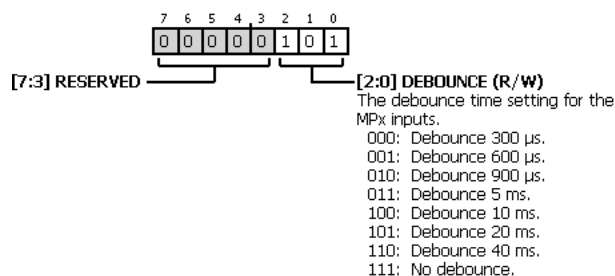 7 6 5 4 3 2 1 0
0 0 0 0 0 1 0 1
[7:3] RESERVED
[2:0] DEBOUNCE (R/W)
The debounce time setting for the
MPx inputs.
000: Debounce 300 µs.
001: Debounce 600 µs.
010: Debounce 900 µs.
011: Debounce 5 ms.
100: Debounce 10 ms.
101: Debounce 20 ms.
110: Debounce 40 ms.
111: No debounce.